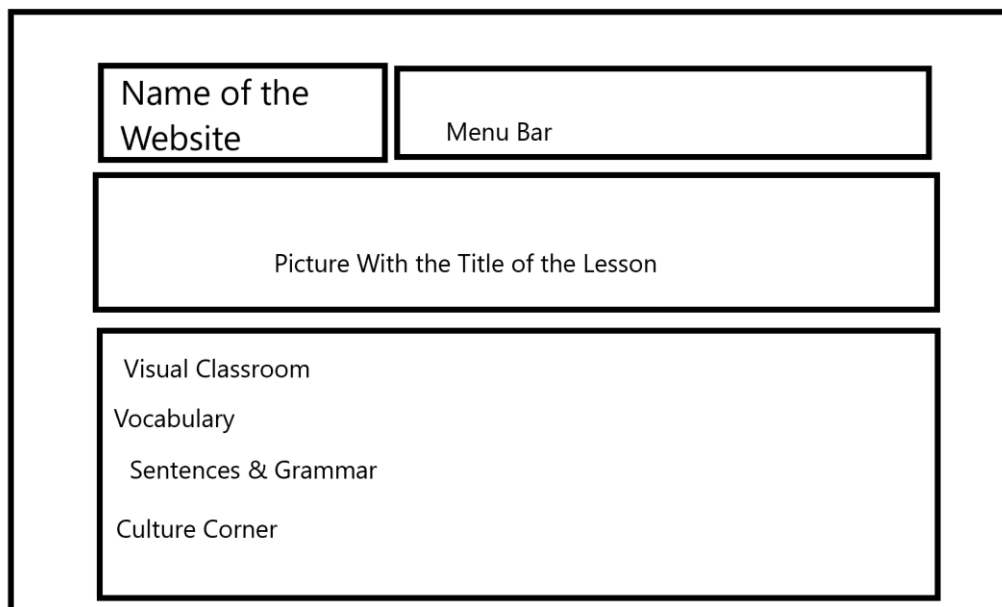 Name of the
Website
Menu Bar
Picture With the Title of the Lesson
Visual Classroom
Vocabulary
Sentences & Grammar
Culture Corner